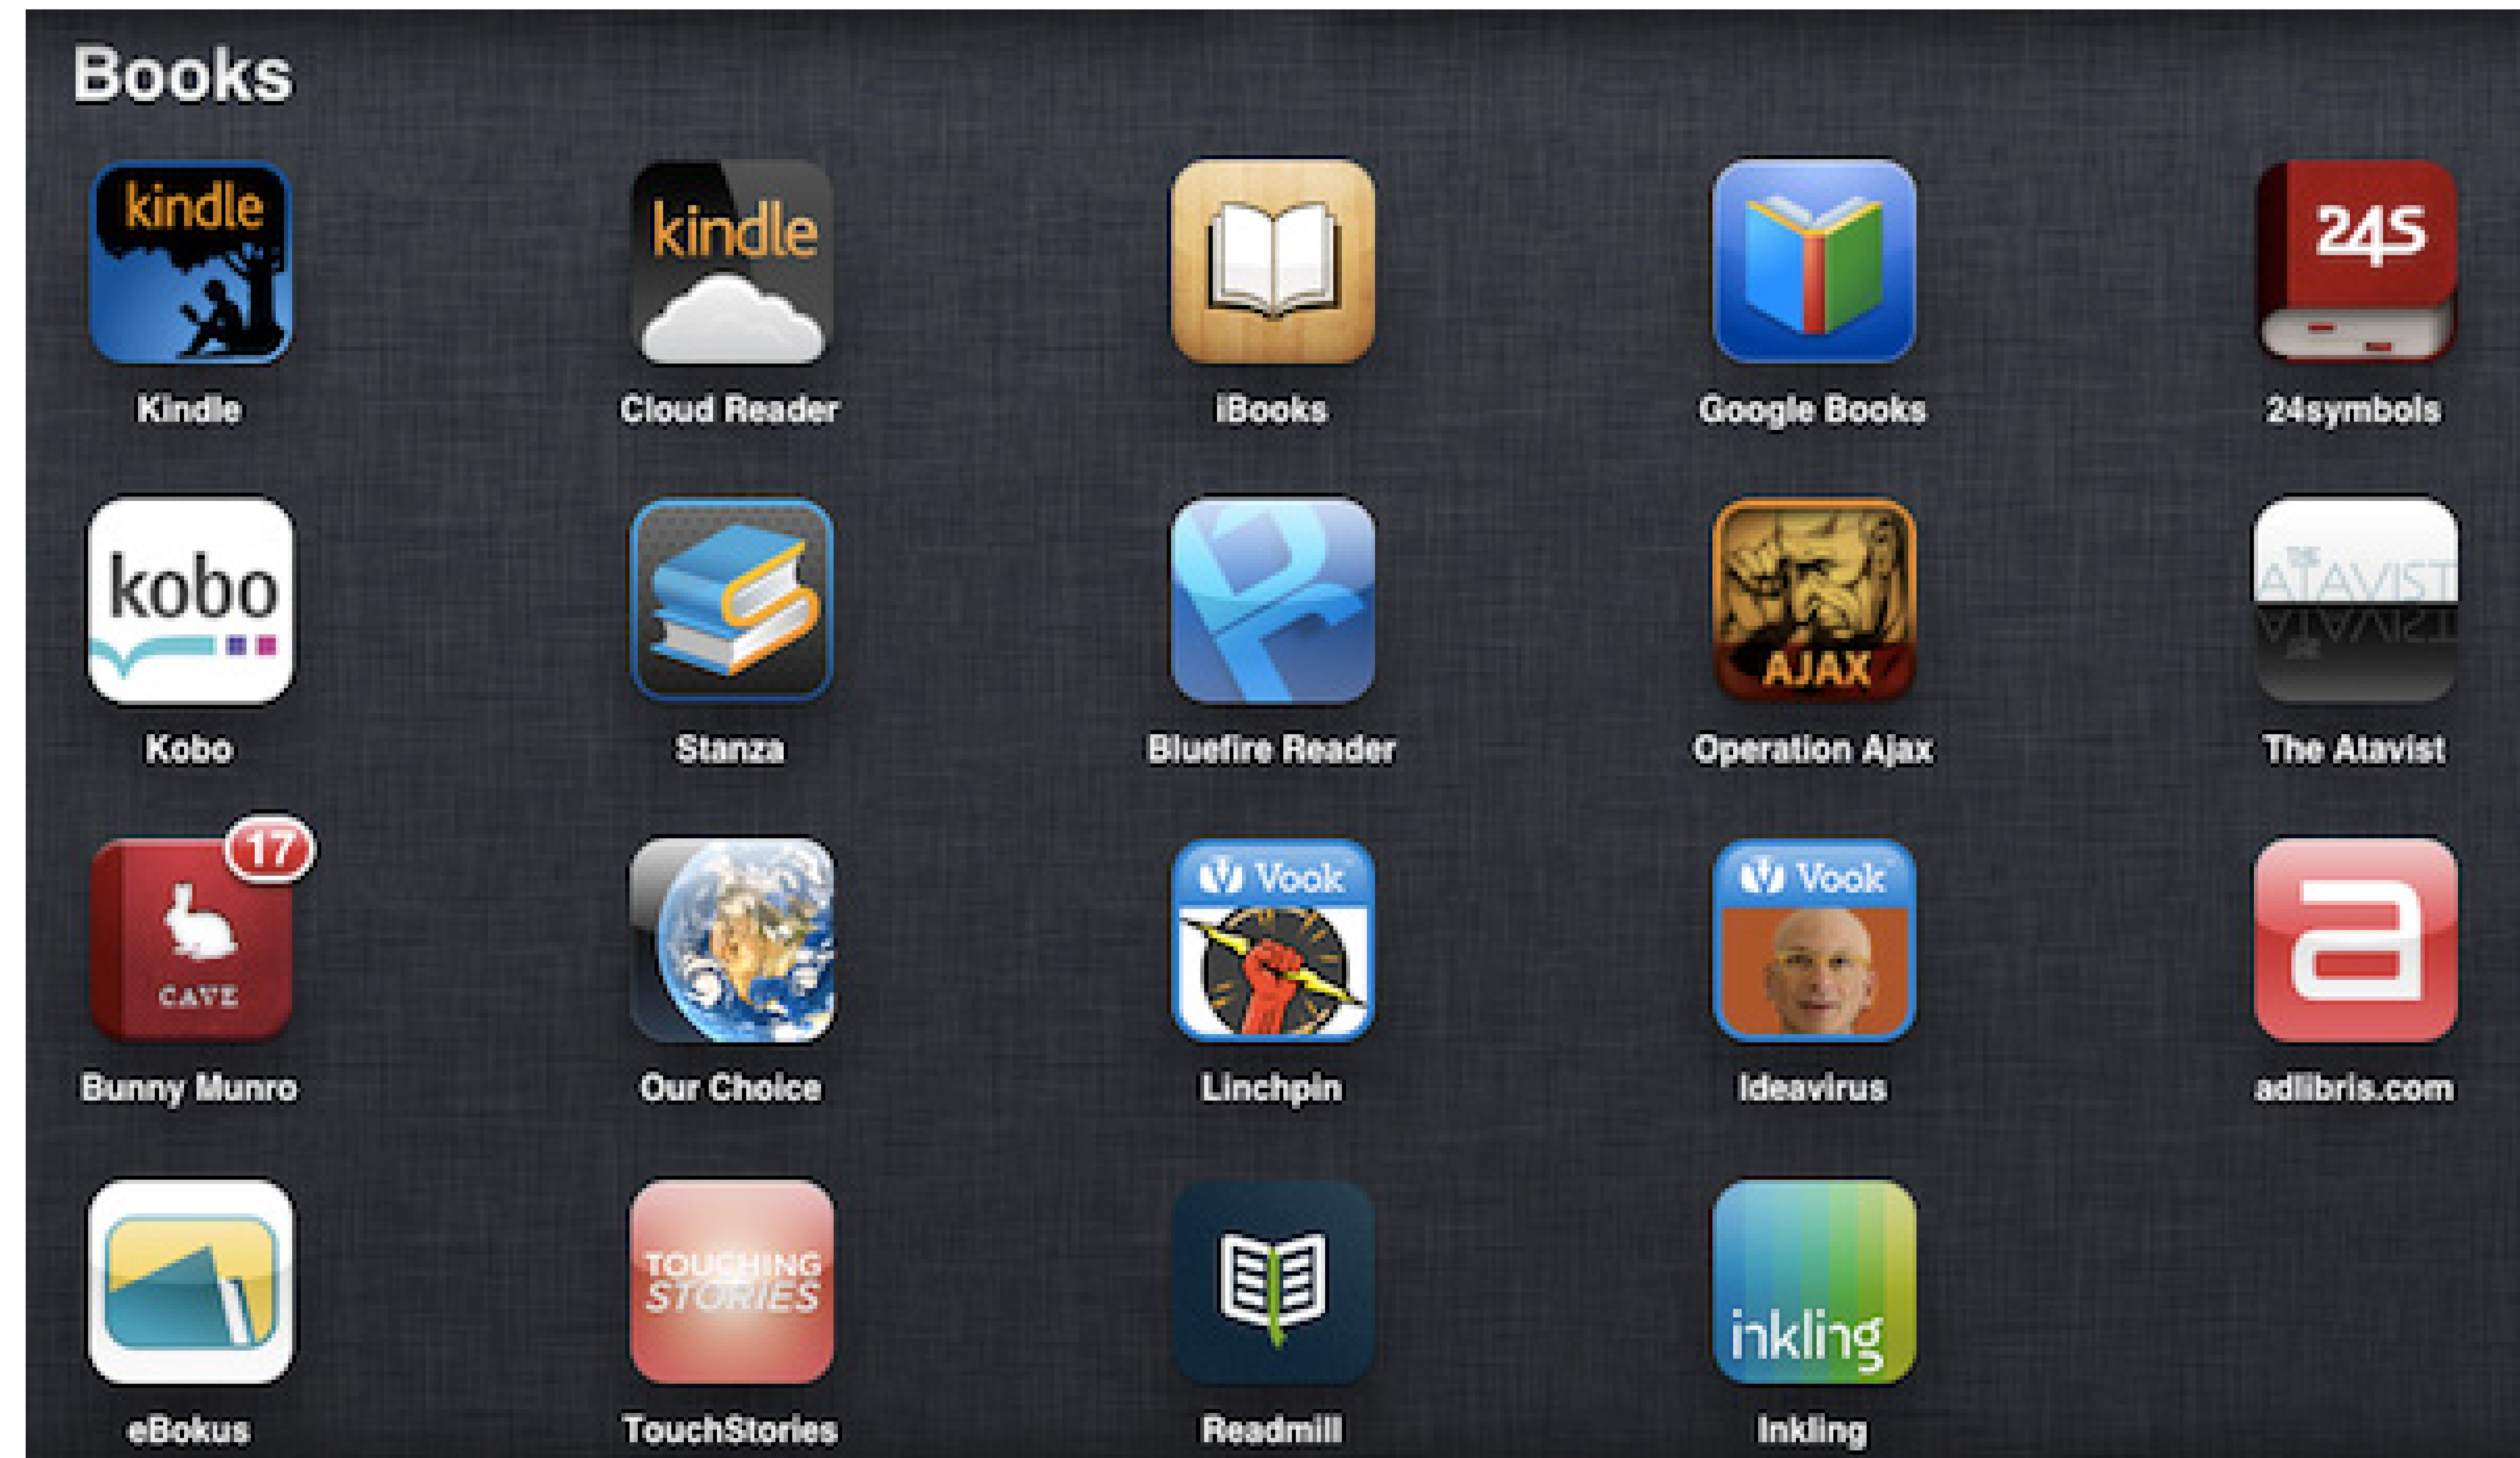 Books
kindle
kindle
24S
Kindle
Cloud Reader
iBooks
Google Books
24symbols
kobo
AJAX
THE
ATAVIST
Kobo
Stanza
Bluefire Reader
Operation Ajax
The Atavist
17
CAVE
Vook
Vook
a
Bunny Munro
Our Choice
Linchpin
Ideavirus
adlibris.com
TOUCHING
STORIES
inkling
eBokus
TouchStories
Readmill
Inkling